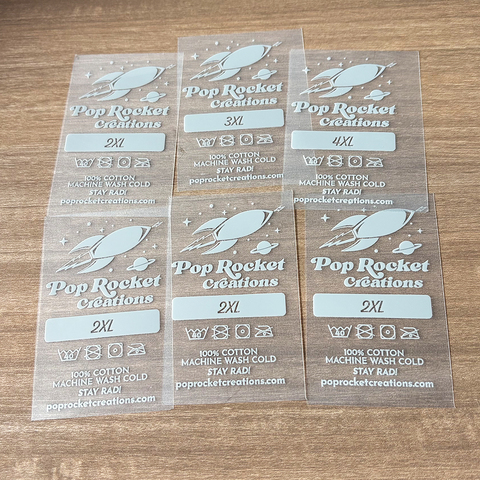 Pop Rocket
Creations
2XL
100% COTTON
MACHINE WASH COLD
STAY RAD!
poprocketcreations.com
Pop Rocket
Creations
3XL
100% COTTON
MACHINE WASH COLD
STAY RAD!
poprocketcreations.com
Pop Rocket
Creations
4XL
100% COTTON
MACHINE WASH COLD
STAY RAD!
poprocketcreations.com
Pop Rocket
Creations
2XL
100% COTTON
MACHINE WASH COLD
STAY RAD!
poprocketcreations.com
Pop Rocket
Creations
2XL
100% COTTON
MACHINE WASH COLD
STAY RAD!
poprocketcreations.com
Pop Rocket
Creations
2XL
100% COTTON
MACHINE WASH COLD
STAY RAD!
poprocketcreations.com